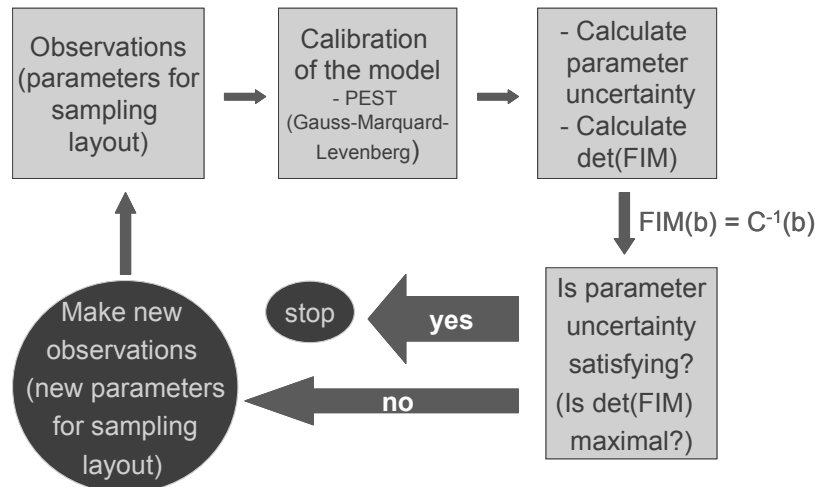 Observations
(parameters for
sampling
layout)
Calibration
of the model
- PEST
(Gauss-Marquard-
Levenberg)
- Calculate
parameter
uncertainty
- Calculate
det(FIM)
FIM(b) = C⁻¹(b)
Is parameter
uncertainty
satisfying?
(Is det(FIM)
maximal?)
yes
stop
no
Make new
observations
(new parameters
for sampling
layout)